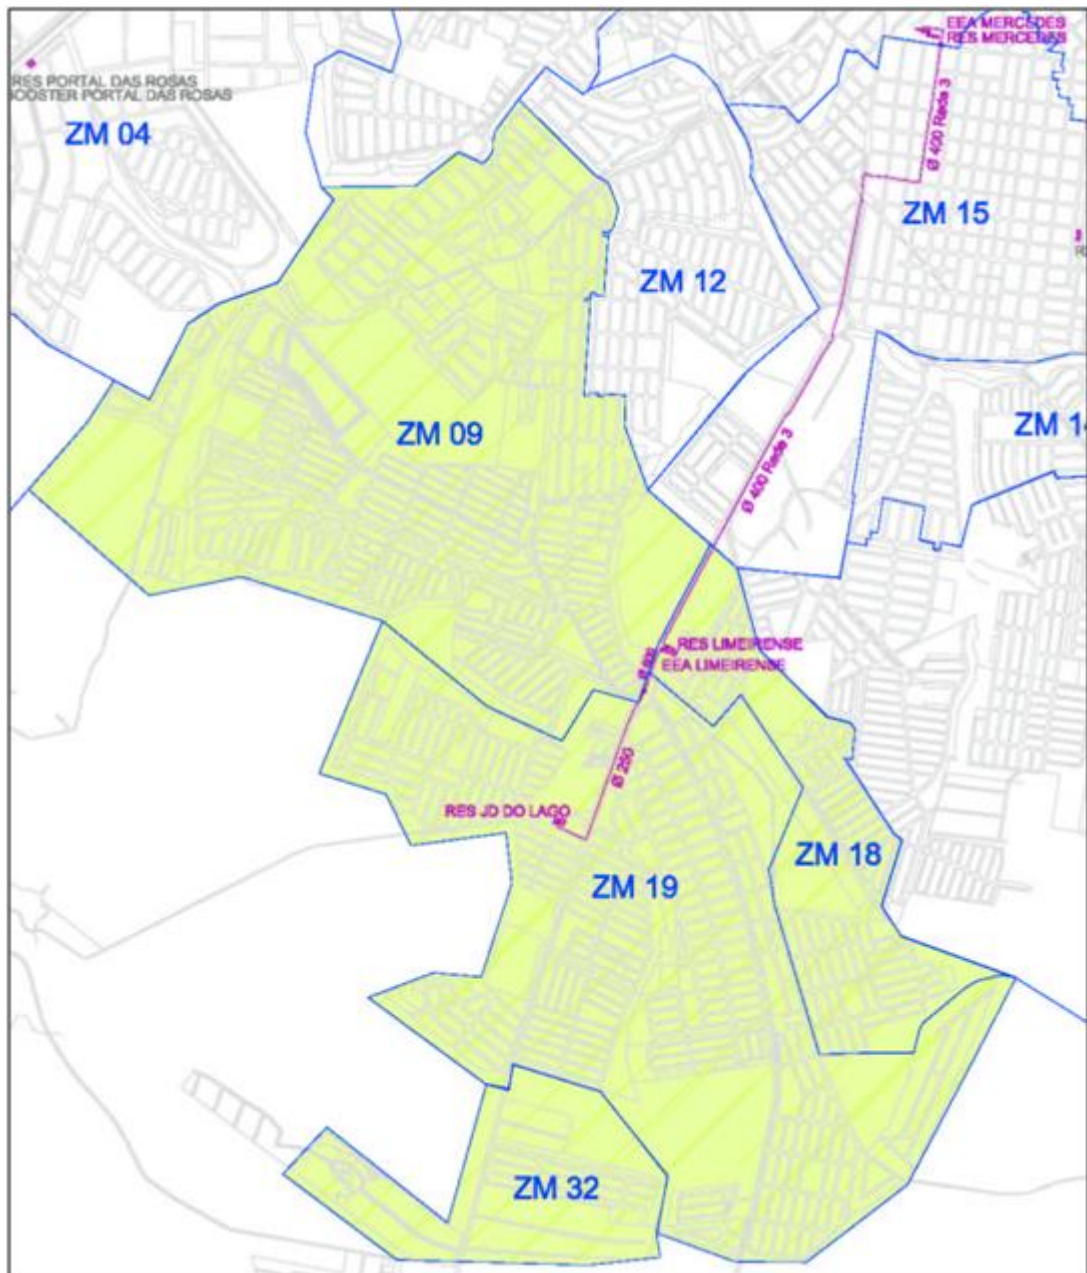 EEA MERCEDES
RES MERCEDES
RES PORTAL DAS ROSAS
BOOSTER PORTAL DAS ROSAS
ZM 04
Ø 400 Rede 3
ZM 15
ZM 12
ZM 09
ZM 14
Ø 400 Rede 3
RES LIMEIRENSE
EEA LIMEIRENSE
Ø 250
RES JD DO LAGO
ZM 18
ZM 19
ZM 32